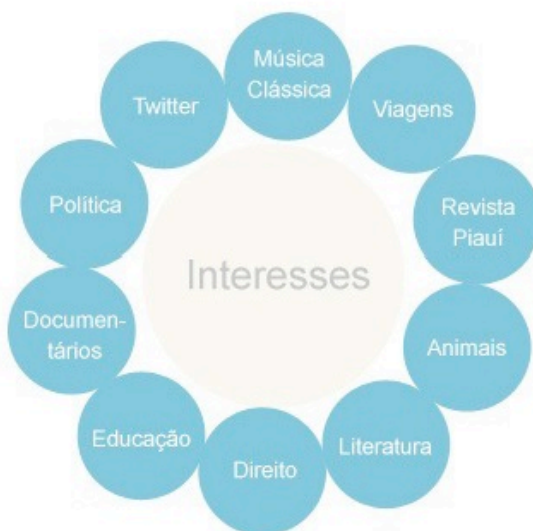 Música
Clássica
Viagens
Revista
Piauí
Animais
Literatura
Direito
Educação
Documen-
tários
Política
Twitter
Interesses